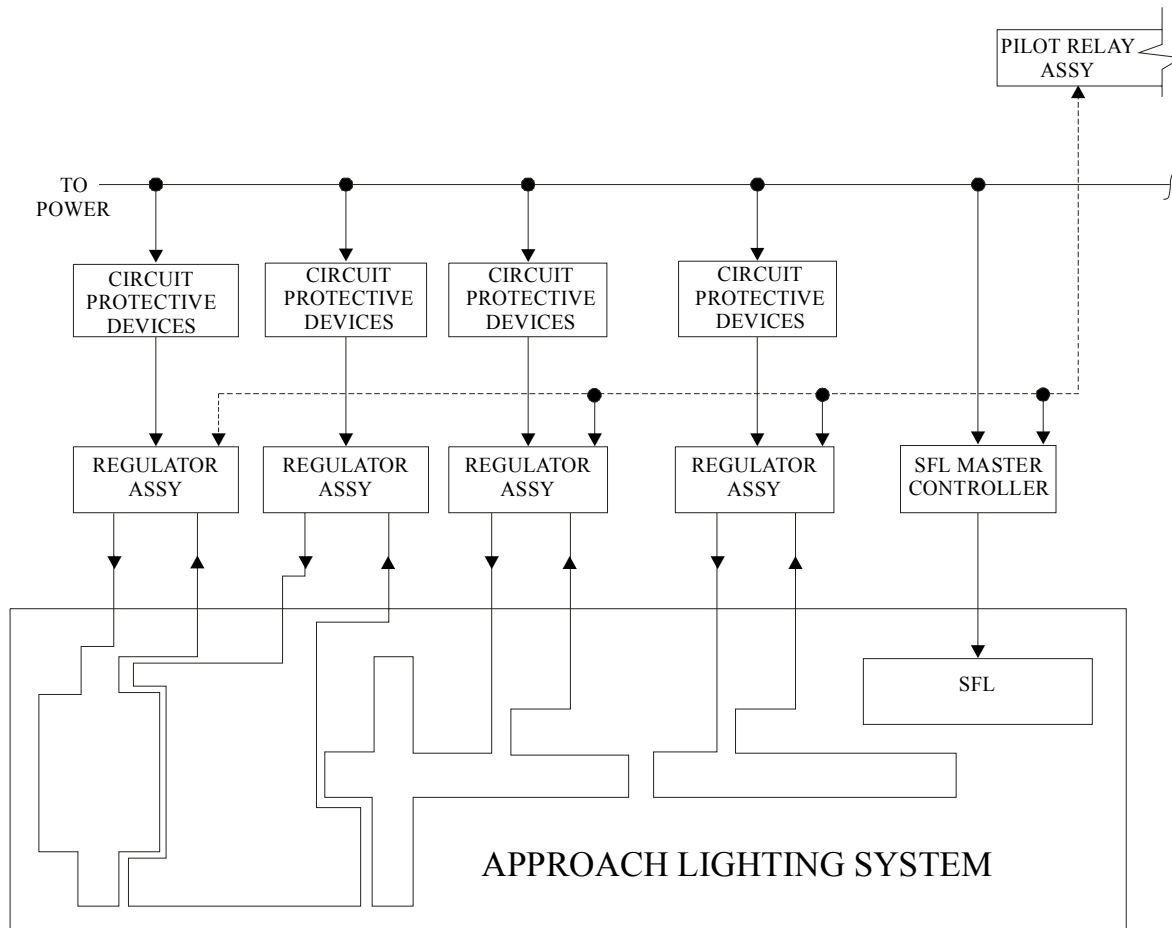 PILOT RELAY
ASSY
TO
POWER
CIRCUIT
PROTECTIVE
DEVICES
CIRCUIT
PROTECTIVE
DEVICES
CIRCUIT
PROTECTIVE
DEVICES
CIRCUIT
PROTECTIVE
DEVICES
REGULATOR
ASSY
REGULATOR
ASSY
REGULATOR
ASSY
REGULATOR
ASSY
SFL MASTER
CONTROLLER
SFL
APPROACH LIGHTING SYSTEM